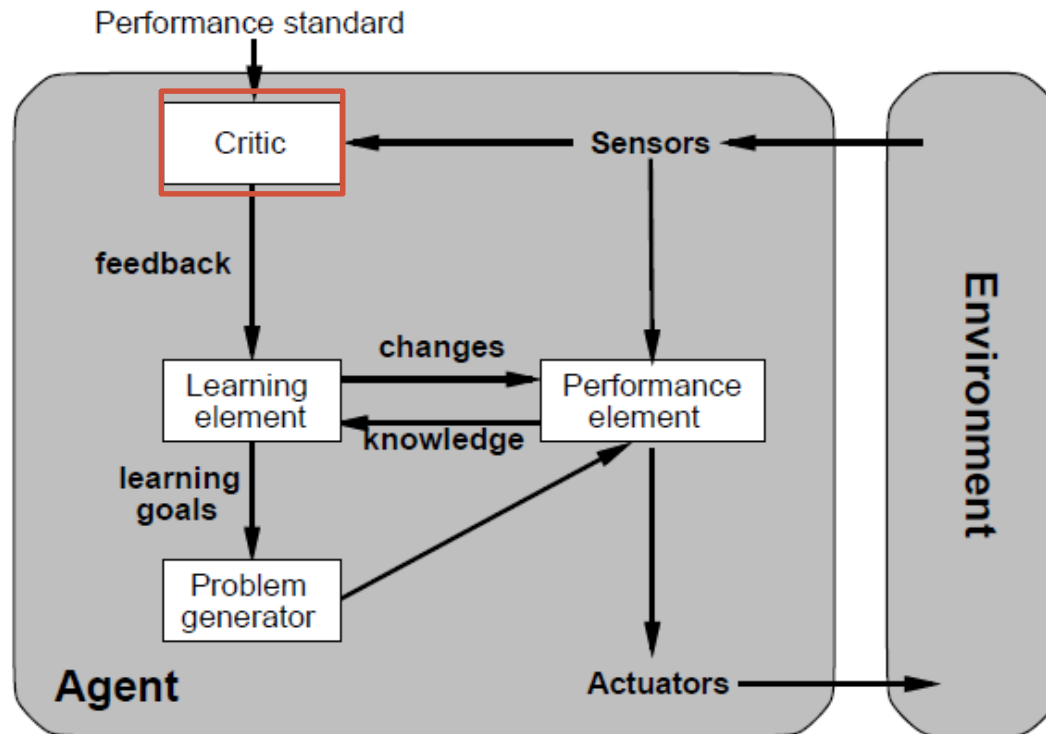 Performance standard
Critic
Sensors
feedback
changes
Learning
element
Performance
element
knowledge
learning
goals
Problem
generator
Agent
Actuators
Environment